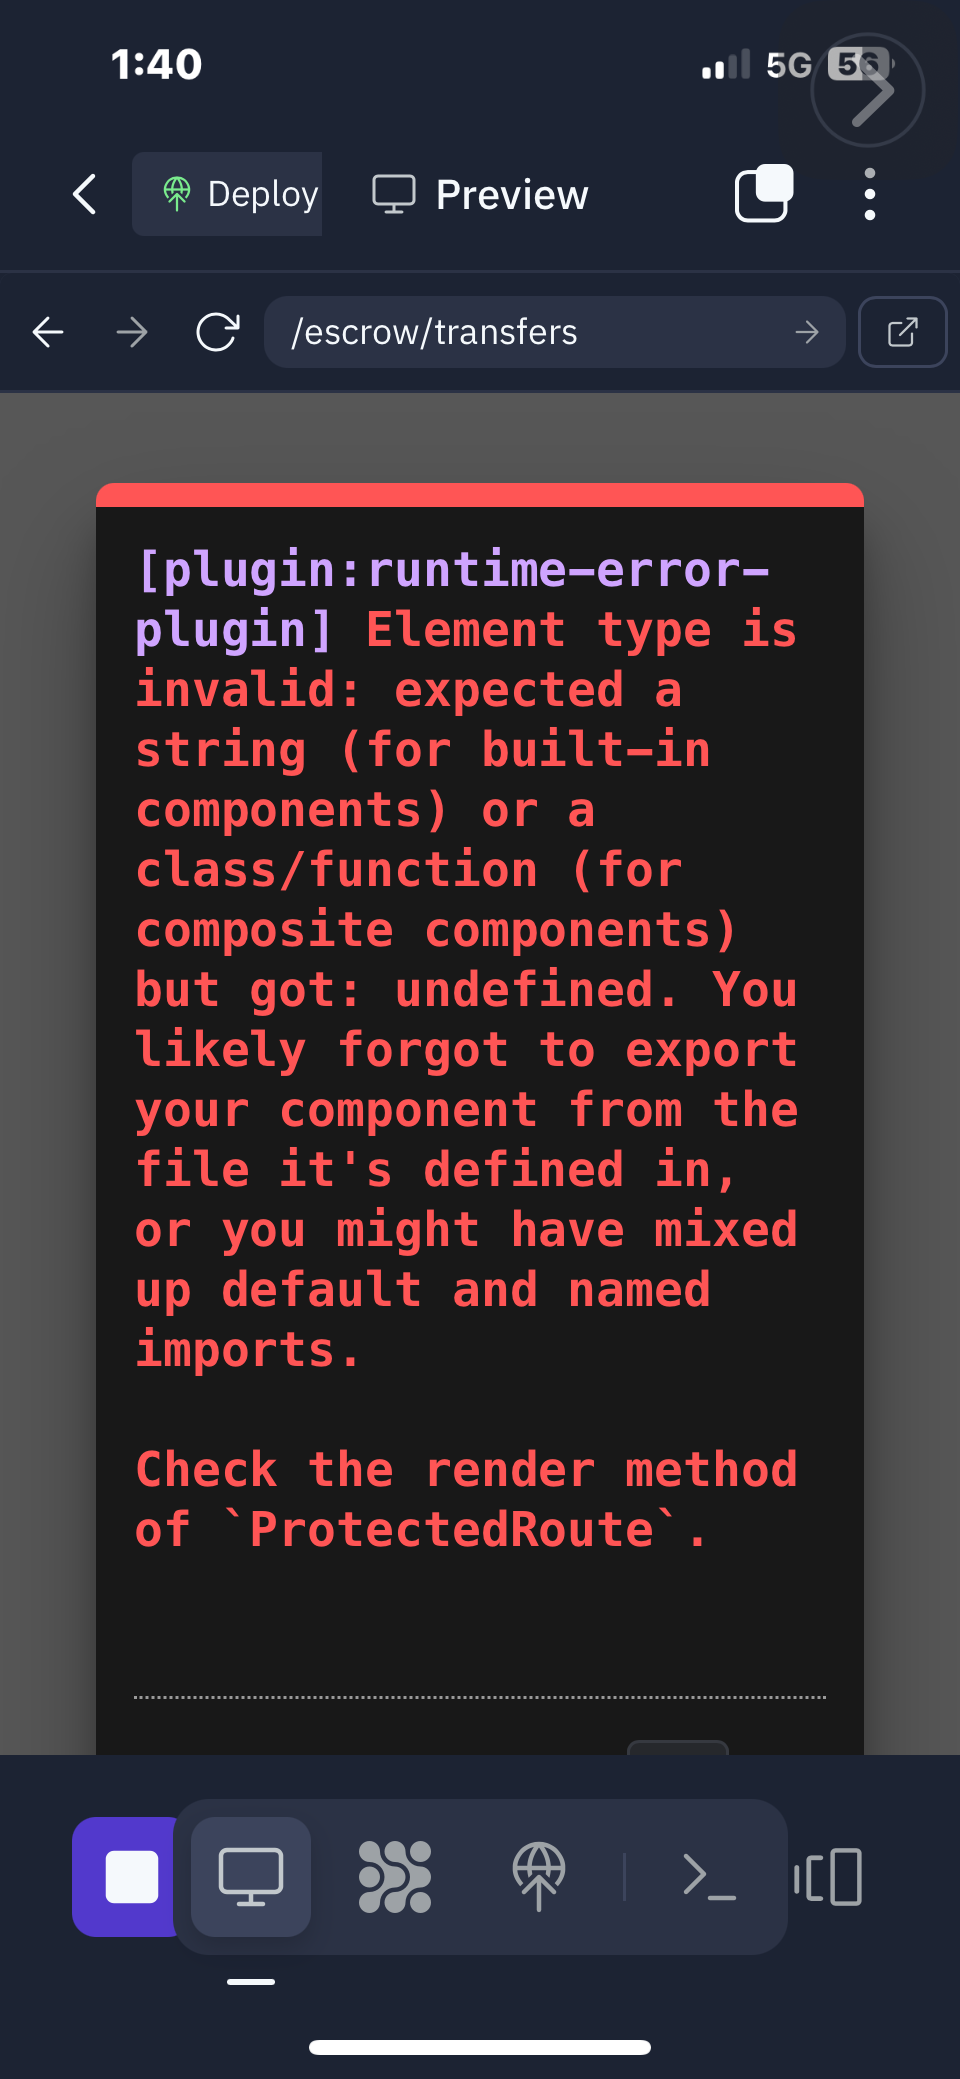 1:40
5G 56
Deploy
Preview
/escrow/transfers
[plugin:runtime-error-
plugin] Element type is
invalid: expected a
string (for built-in
components) or a
class/function (for
composite components)
but got: undefined. You
likely forgot to export
your component from the
file it's defined in,
or you might have mixed
up default and named
imports.
Check the render method
of `ProtectedRoute`.